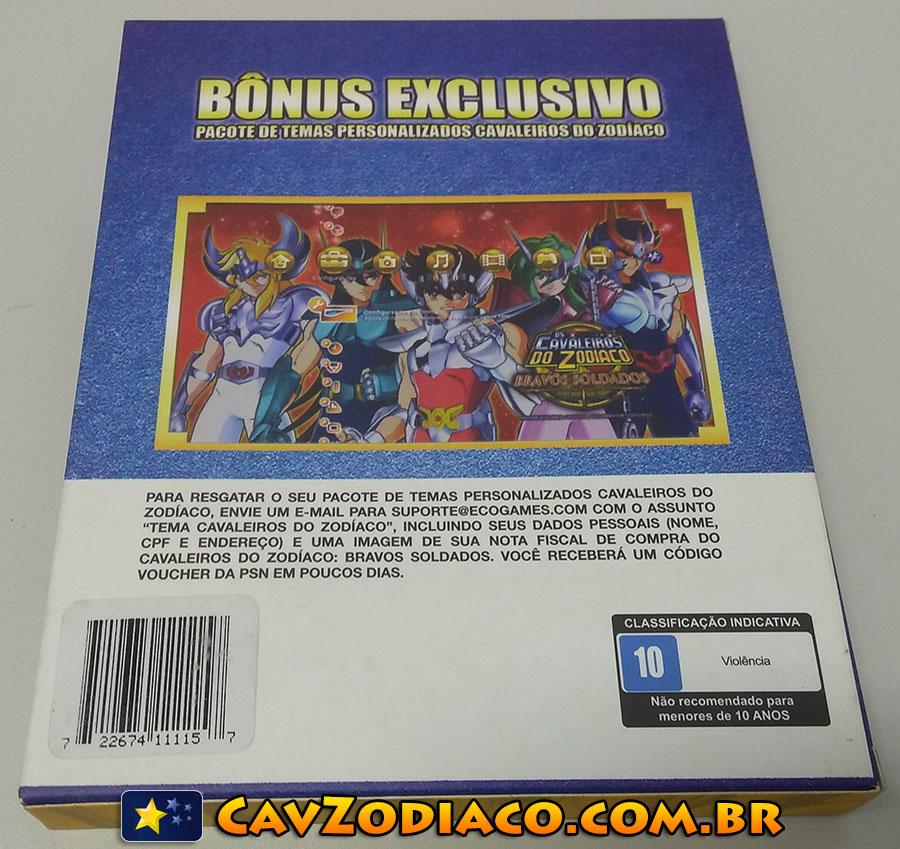 BÔNUS EXCLUSIVO
PACOTE DE TEMAS PERSONALIZADOS CAVALEIROS DO ZODÍACO
OS
CAVALEIROS
DO ZODÍACO
BRAVOS SOLDADOS
PARA RESGATAR O SEU PACOTE DE TEMAS PERSONALIZADOS CAVALEIROS DO
ZODÍACO, ENVIE UM E-MAIL PARA SUPORTE@ECOGAMES.COM COM O ASSUNTO
“TEMA CAVALEIROS DO ZODÍACO”, INCLUINDO SEUS DADOS PESSOAIS (NOME,
CPF E ENDEREÇO) E UMA IMAGEM DE SUA NOTA FISCAL DE COMPRA DO
CAVALEIROS DO ZODÍACO: BRAVOS SOLDADOS. VOCÊ RECEBERÁ UM CÓDIGO
VOUCHER DA PSN EM POUCOS DIAS.
7 22674 11115 7
CLASSIFICAÇÃO INDICATIVA
10 Violência
Não recomendado para
menores de 10 ANOS
CAVZODIACO.COM.BR